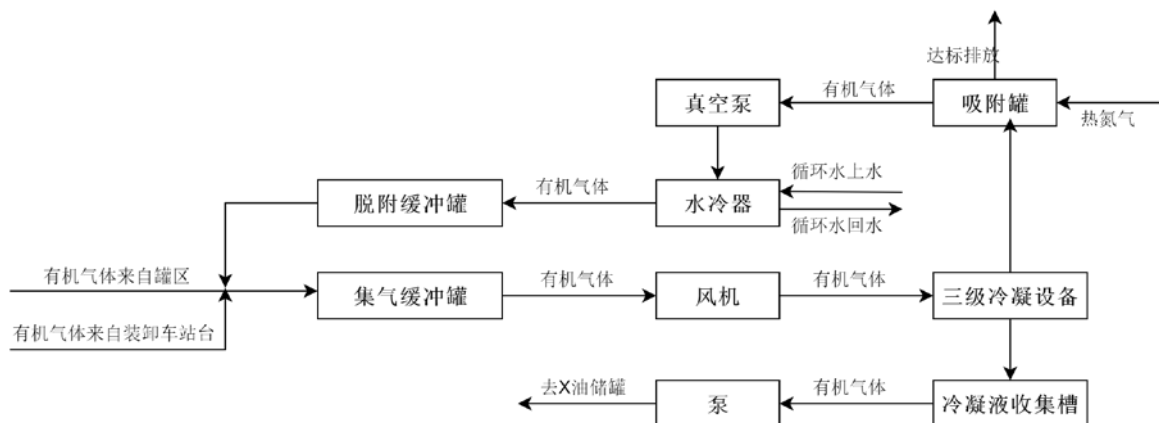 达标排放
真空泵
有机气体
吸附罐
热氮气
脱附缓冲罐
有机气体
水冷器
循环水上水
循环水回水
有机气体来自罐区
集气缓冲罐
有机气体
风机
有机气体
三级冷凝设备
有机气体来自装卸车站台
去X油储罐
泵
有机气体
冷凝液收集槽